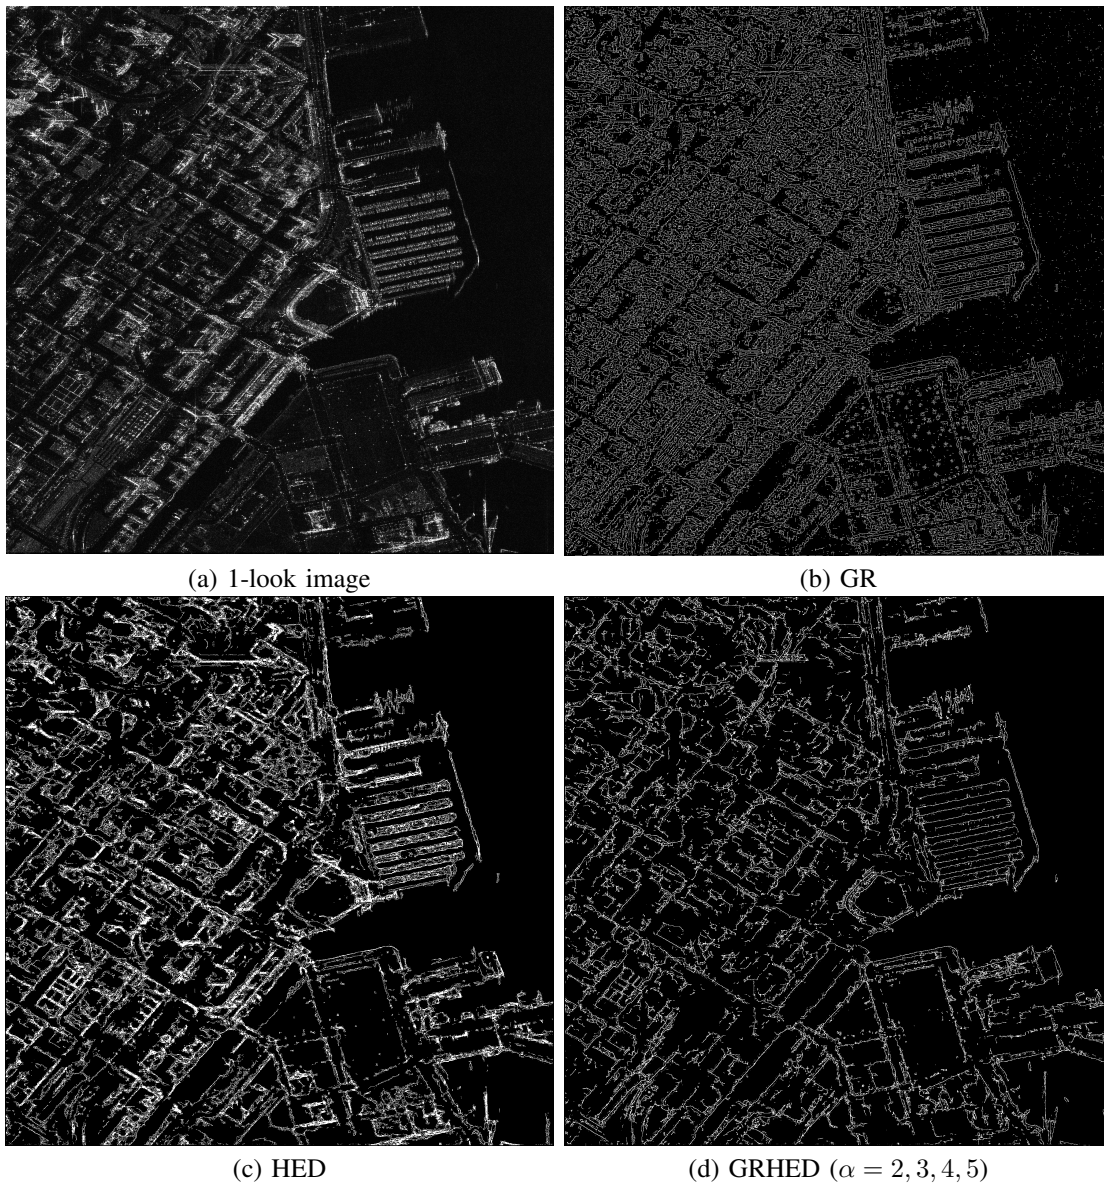 (a) 1-look image
(b) GR
(c) HED
(d) GRHED (α = 2, 3, 4, 5)